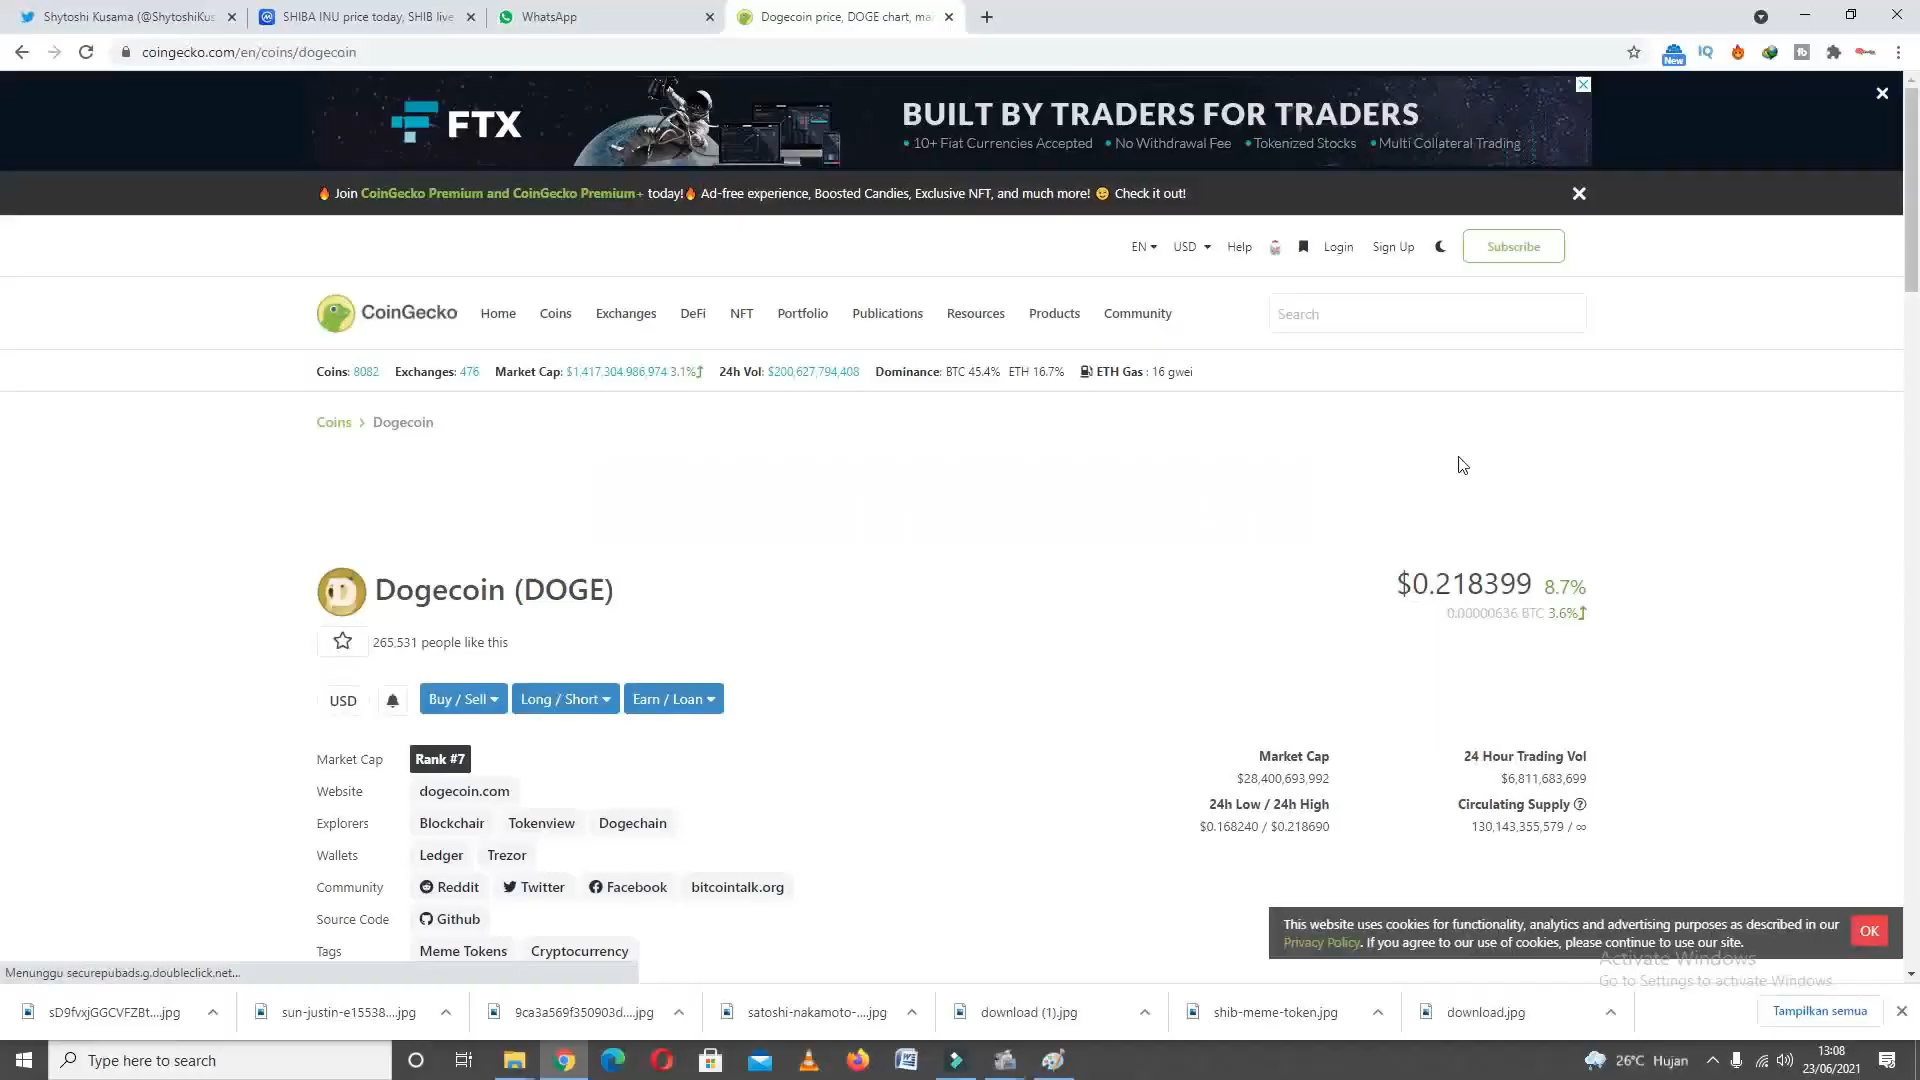 Shytoshi Kusama (@ShytoshiKus
SHIBA INU price today, SHIB live
WhatsApp
Dogecoin price, DOGE chart, ma
coingecko.com/en/coins/dogecoin
New
IQ
fb
FTX
BUILT BY TRADERS FOR TRADERS
• 10+ Fiat Currencies Accepted • No Withdrawal Fee • Tokenized Stocks • Multi Collateral Trading
🔥 Join CoinGecko Premium and CoinGecko Premium+ today!🔥 Ad-free experience, Boosted Candies, Exclusive NFT, and much more! 😉 Check it out!
EN USD Help Login Sign Up Subscribe
CoinGecko Home Coins Exchanges DeFi NFT Portfolio Publications Resources Products Community Search
Coins: 8082 Exchanges: 476 Market Cap: $1,417,304,986,974 3.1% 24h Vol: $200,627,794,408 Dominance: BTC 45.4% ETH 16.7% ETH Gas : 16 gwei
Coins > Dogecoin
Dogecoin (DOGE)
$0.218399 8.7%
0.00000636 BTC 3.6%
265,531 people like this
USD Buy / Sell Long / Short Earn / Loan
Market Cap Rank #7
Website dogecoin.com
Explorers Blockchair Tokenview Dogechain
Wallets Ledger Trezor
Community Reddit Twitter Facebook bitcointalk.org
Source Code Github
Tags Meme Tokens Cryptocurrency
Market Cap
$28,400,693,992
24h Low / 24h High
$0.168240 / $0.218690
24 Hour Trading Vol
$6,811,683,699
Circulating Supply
130,143,355,579 / ∞
This website uses cookies for functionality, analytics and advertising purposes as described in our
Privacy Policy. If you agree to our use of cookies, please continue to use our site.
OK
Activate Windows
Go to Settings to activate Windows.
Menunggu securepubads.g.doubleclick.net...
sD9fvxjGGCVFZBt....jpg
sun-justin-e15538....jpg
9ca3a569f350903d....jpg
satoshi-nakamoto-....jpg
download (1).jpg
shib-meme-token.jpg
download.jpg
Tampilkan semua
Type here to search
26°C Hujan
13:08
23/06/2021